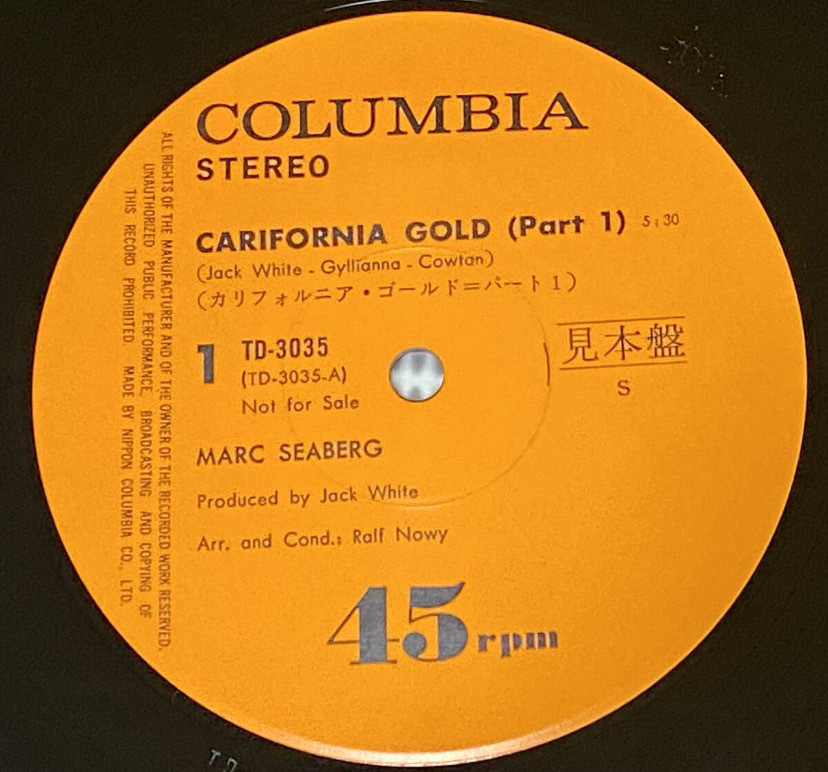 COLUMBIA
STEREO
CARIFORNIA GOLD (Part 1) 5:30
(Jack White - Gyllianna - Cowtan)
(カリフォルニア・ゴールド=パート1)
1 TD-3035
(TD-3035-A)
Not for Sale
見本盤
S
MARC SEABERG
Produced by Jack White
Arr. and Cond.: Ralf Nowy
45 rpm
ALL RIGHTS OF THE MANUFACTURER AND OF THE OWNER OF THE RECORDED WORK RESERVED.
UNAUTHORIZED PUBLIC PERFORMANCE, BROADCASTING AND COPYING OF
THIS RECORD PROHIBITED MADE BY NIPPON COLUMBIA CO., LTD.
T D